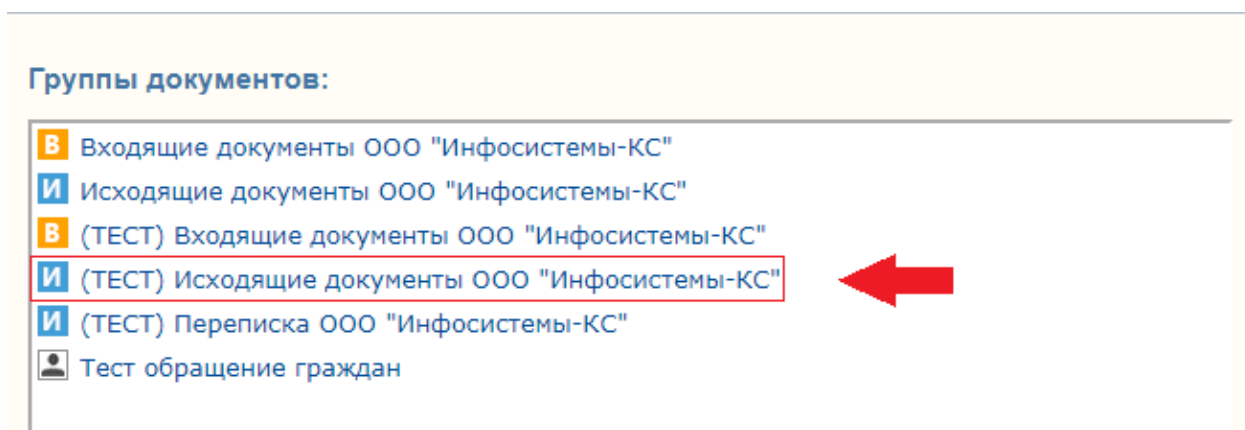 Группы документов:
В Входящие документы ООО "Инфосистемы-КС"
И Исходящие документы ООО "Инфосистемы-КС"
В (ТЕСТ) Входящие документы ООО "Инфосистемы-КС"
И (ТЕСТ) Исходящие документы ООО "Инфосистемы-КС"
И (ТЕСТ) Переписка ООО "Инфосистемы-КС"
Тест обращение граждан